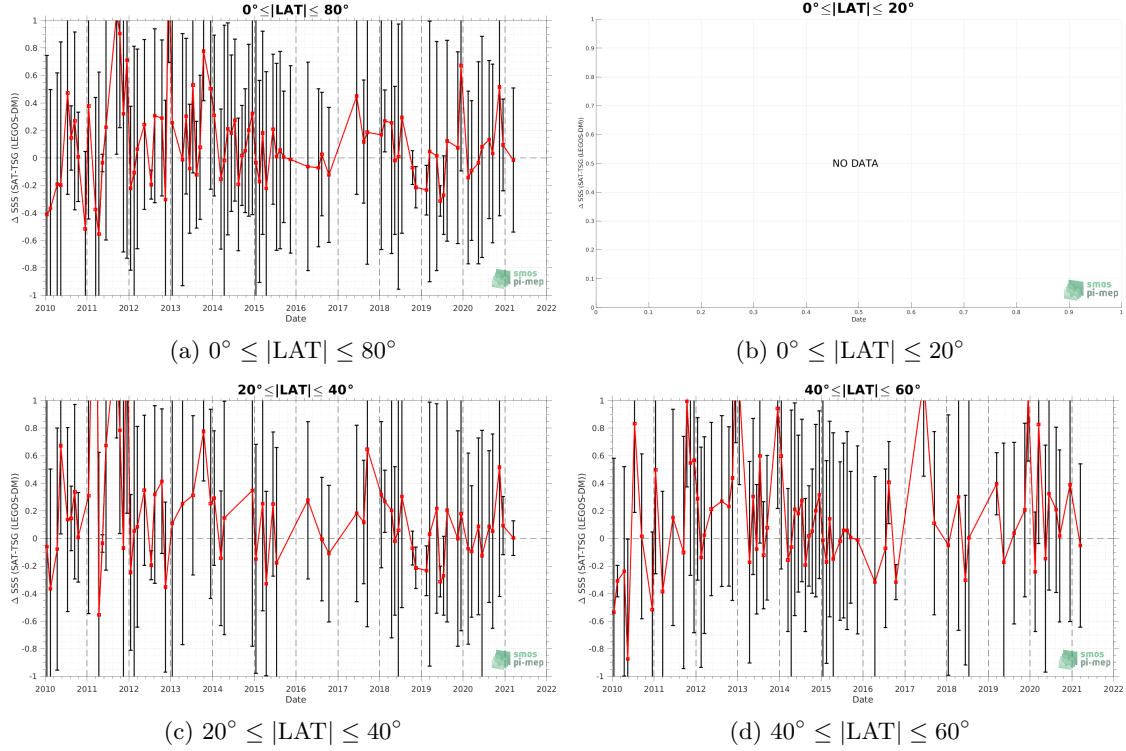 0°≤|LAT|≤ 80°
Δ SSS (SAT-TSG (LEGOS-DM))
1
0.8
0.6
0.4
0.2
0
-0.2
-0.4
-0.6
-0.8
-1
2010 2011 2012 2013 2014 2015 2016 2017 2018 2019 2020 2021 2022
Date
smos
pi-mep
(a) 0° ≤ |LAT| ≤ 80°
0°≤|LAT|≤ 20°
Δ SSS (SAT-TSG (LEGOS-DM))
1
0.9
0.8
0.7
0.6
0.5
0.4
0.3
0.2
0.1
0
NO DATA
0 0.1 0.2 0.3 0.4 0.5 0.6 0.7 0.8 0.9 1
Date
smos
pi-mep
(b) 0° ≤ |LAT| ≤ 20°
20°≤|LAT|≤ 40°
Δ SSS (SAT-TSG (LEGOS-DM))
1
0.8
0.6
0.4
0.2
0
-0.2
-0.4
-0.6
-0.8
-1
2010 2011 2012 2013 2014 2015 2016 2017 2018 2019 2020 2021 2022
Date
smos
pi-mep
(c) 20° ≤ |LAT| ≤ 40°
40°≤|LAT|≤ 60°
Δ SSS (SAT-TSG (LEGOS-DM))
1
0.8
0.6
0.4
0.2
0
-0.2
-0.4
-0.6
-0.8
-1
2010 2011 2012 2013 2014 2015 2016 2017 2018 2019 2020 2021 2022
Date
smos
pi-mep
(d) 40° ≤ |LAT| ≤ 60°